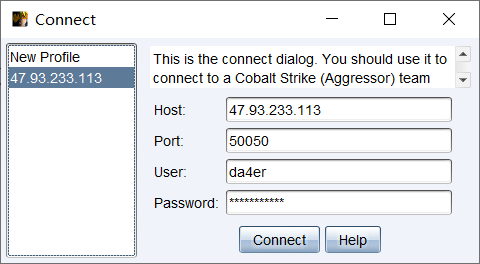 Connect
New Profile
47.93.233.113
This is the connect dialog. You should use it to
connect to a Cobalt Strike (Aggressor) team
Host: 47.93.233.113
Port: 50050
User: da4er
Password: ***********
Connect Help